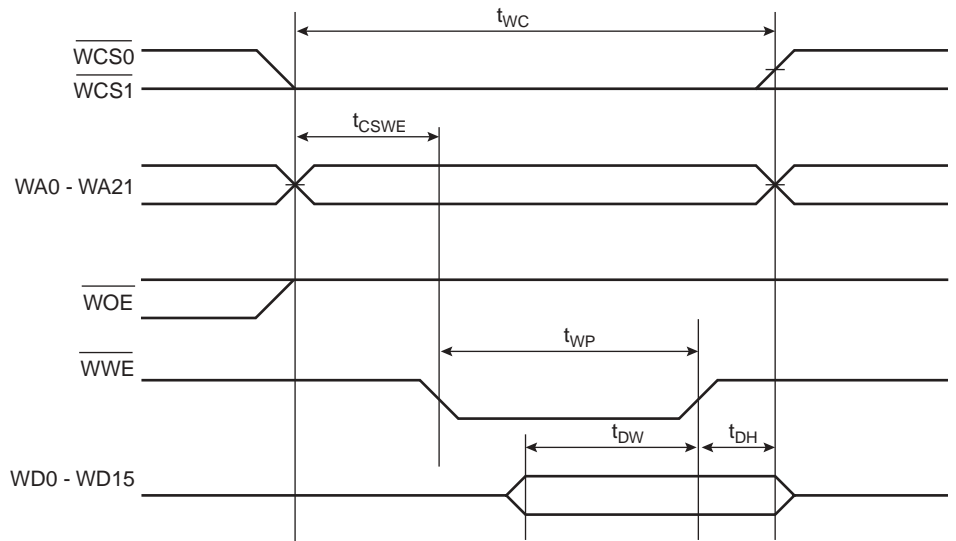 tWC
WCS0
WCS1
tCSWE
WA0 - WA21
WOE
tWP
WWE
tDW
tDH
WD0 - WD15